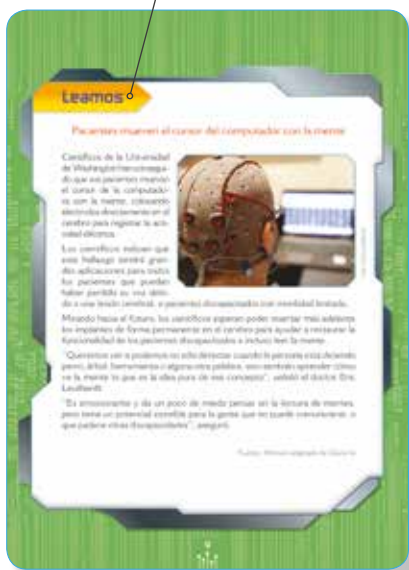 Leamos
Pacientes mueven el cursor del computador con la mente
Científicos de la Universidad
de Washington han consegui-
do que sus pacientes muevan
el cursor de la computado-
ra con la mente, colocando
electrodos directamente en el
cerebro para registrar la acti-
vidad eléctrica.
Los científicos indican que
este hallazgo tendrá gran-
des aplicaciones para todos
los pacientes que puedan
haber perdido su voz debi-
do a una lesión cerebral, o pacientes discapacitados con movilidad limitada.
Mirando hacia el futuro, los científicos esperan poder insertar más adelante
los implantes de forma permanente en el cerebro para ayudar a restaurar la
funcionalidad de los pacientes discapacitados e incluso leer la mente.
"Queremos ver si podemos no sólo detectar cuando la persona está diciendo
perro, árbol, herramienta o alguna otra palabra, sino también aprender cómo
ve la mente lo que es la idea pura de ese concepto", señaló el doctor Eric
Leuthardt.
"Es emocionante y da un poco de miedo pensar en la lectura de mentes,
pero tiene un potencial increíble para la gente que no puede comunicarse o
que padece otras discapacidades", aseguró.